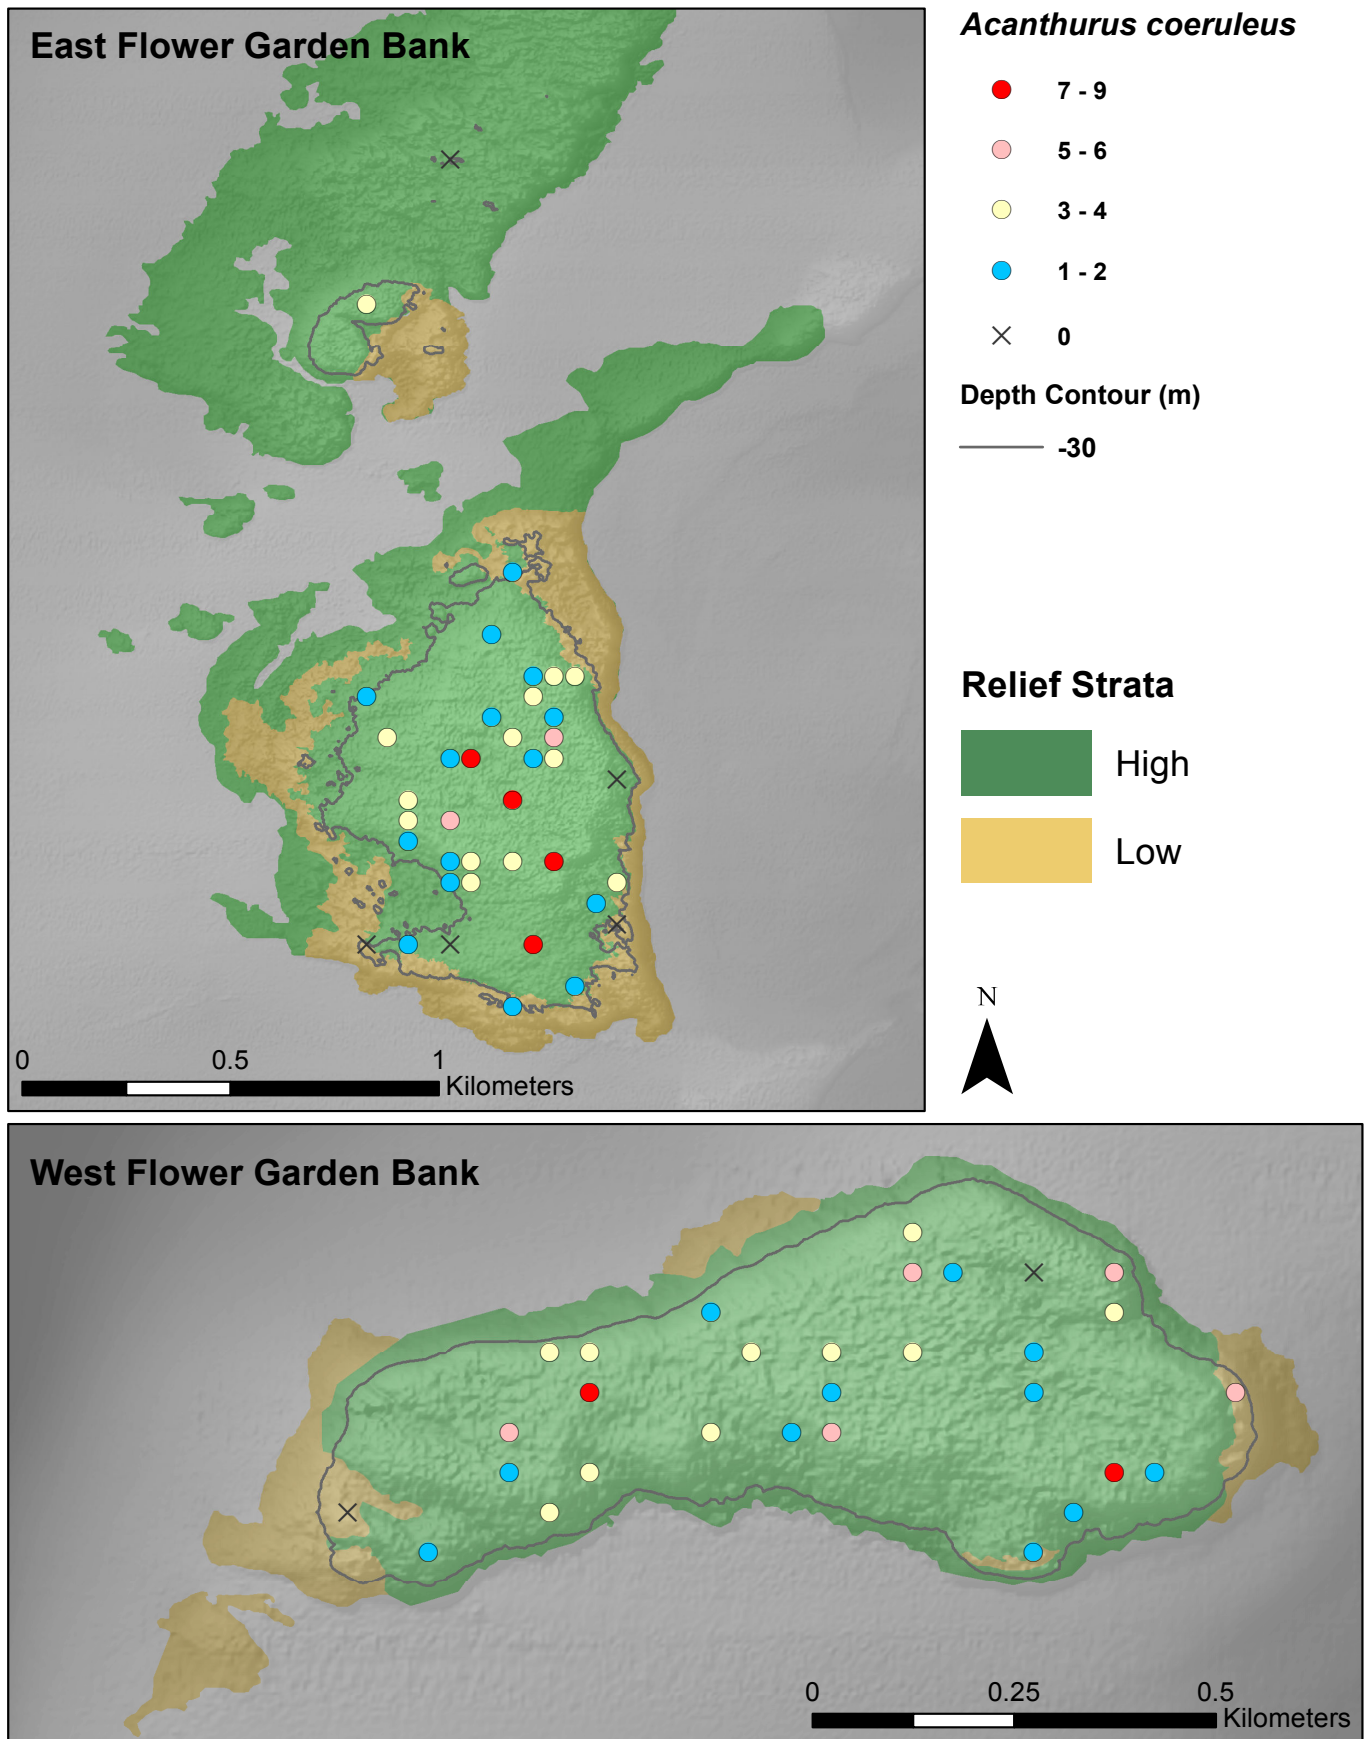 East Flower Garden Bank
Acanthurus coeruleus
7 - 9
5 - 6
3 - 4
1 - 2
0
Depth Contour (m)
-30
Relief Strata
High
Low
N
0 0.5 1
Kilometers
West Flower Garden Bank
0 0.25 0.5
Kilometers